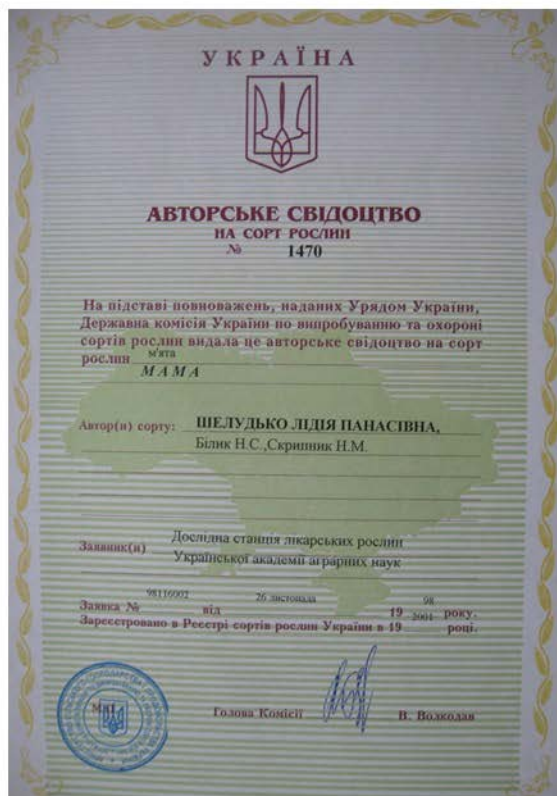 УКРАЇНА
АВТОРСЬКЕ СВІДОЦТВО
НА СОРТ РОСЛИН
№ 1470
На підставі повноважень, наданих Урядом України,
Державна комісія України по випробуванню та охороні
сортів рослин видала це авторське свідоцтво на сорт
рослин м'ята
МАМА
Автор(и) сорту: ШЕЛУДЬКО ЛІДІЯ ПАНАСІВНА,
Білик Н.С.,Скрипник Н.М.
Заявник(и) Дослідна станція лікарських рослин
Української академії аграрних наук
Заявка № 98116002 від 26 листопада 19 98 року.
Зареєстровано в Реєстрі сортів рослин України в 19 2001 році.
М.П.
Голова Комісії В. Волкодав